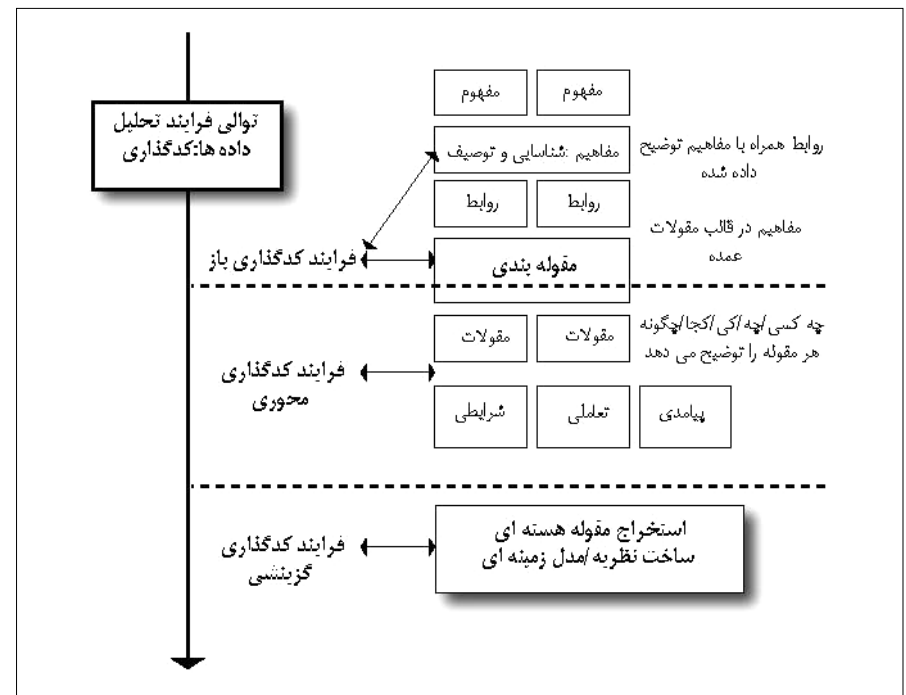 توالی فرایند تحلیل
داده ها:کدگذاری
مفهوم
مفهوم
مفاهیم :شناسایی و توصیف
روابط همراه با مفاهیم توضیح
داده شده
روابط
روابط
مفاهیم در قالب مقولات
عمده
فرایند کدگذاری باز
مقوله بندی
چه کسی/چه/کی/کجا/چگونه
هر مقوله را توضیح می دهد
مقولات
مقولات
فرایند کدگذاری
محوری
پیامدی
تعاملی
شرایطی
فرایند کدگذاری
گزینشی
استخراج مقوله هسته ای
ساخت نظریه/مدل زمینه ای